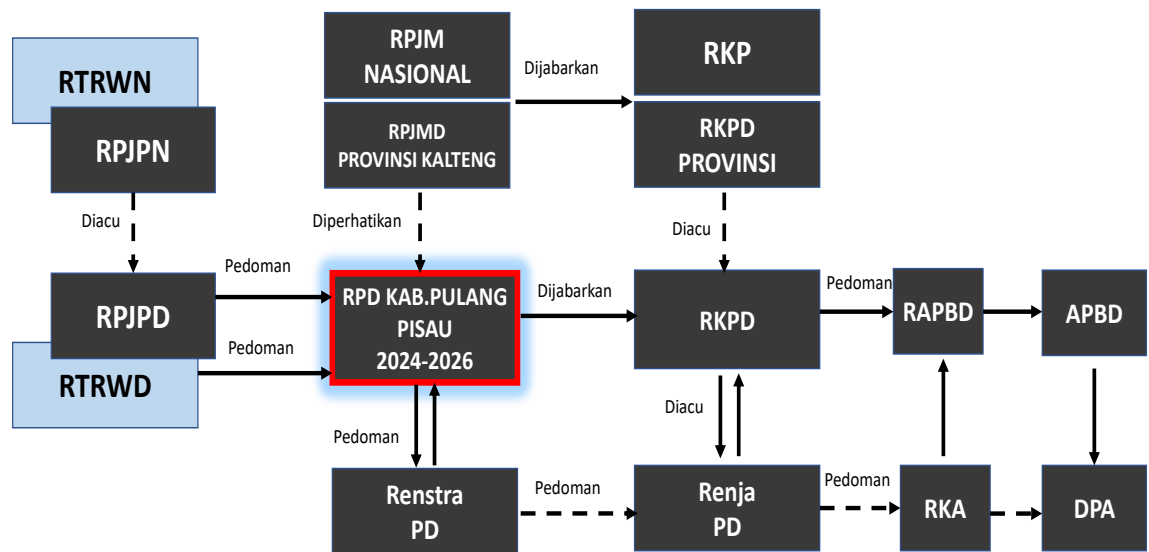 RTRWN
RPJPN
RPJM
NASIONAL
Dijabarkan
RKP
RPJMD
PROVINSI KALTENG
RKPD
PROVINSI
Diacu
Diperhatikan
Diacu
RPJPD
Pedoman
RPD KAB.PULANG
PISAU
2024-2026
Dijabarkan
RKPD
Pedoman
RAPBD
APBD
RTRWD
Pedoman
Pedoman
Diacu
Renstra
PD
Pedoman
Renja
PD
Pedoman
RKA
DPA